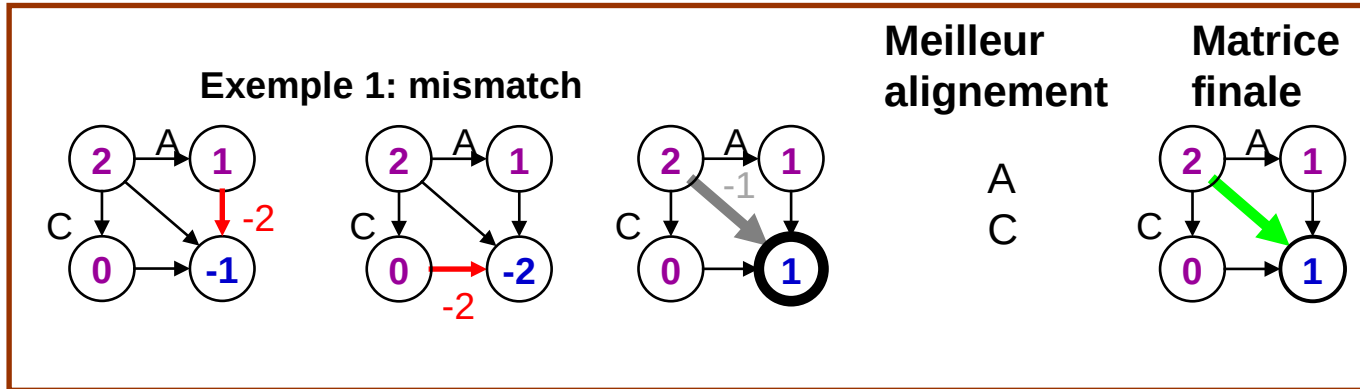 Meilleur
alignement
Matrice
finale
Exemple 1: mismatch
2 A 1
C -2
0 -1
2 A 1
C
0 -2
-2
2 A 1
-1
C
0 1
A
C
2 A 1
C
0 1